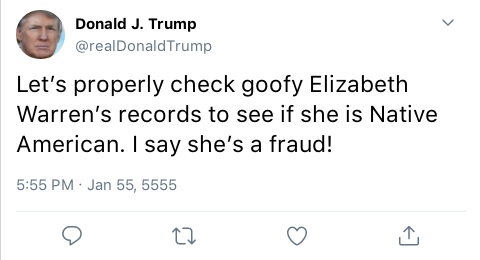 Donald J. Trump
@realDonaldTrump
Let’s properly check goofy Elizabeth
Warren’s records to see if she is Native
American. I say she’s a fraud!
5:55 PM · Jan 55, 5555